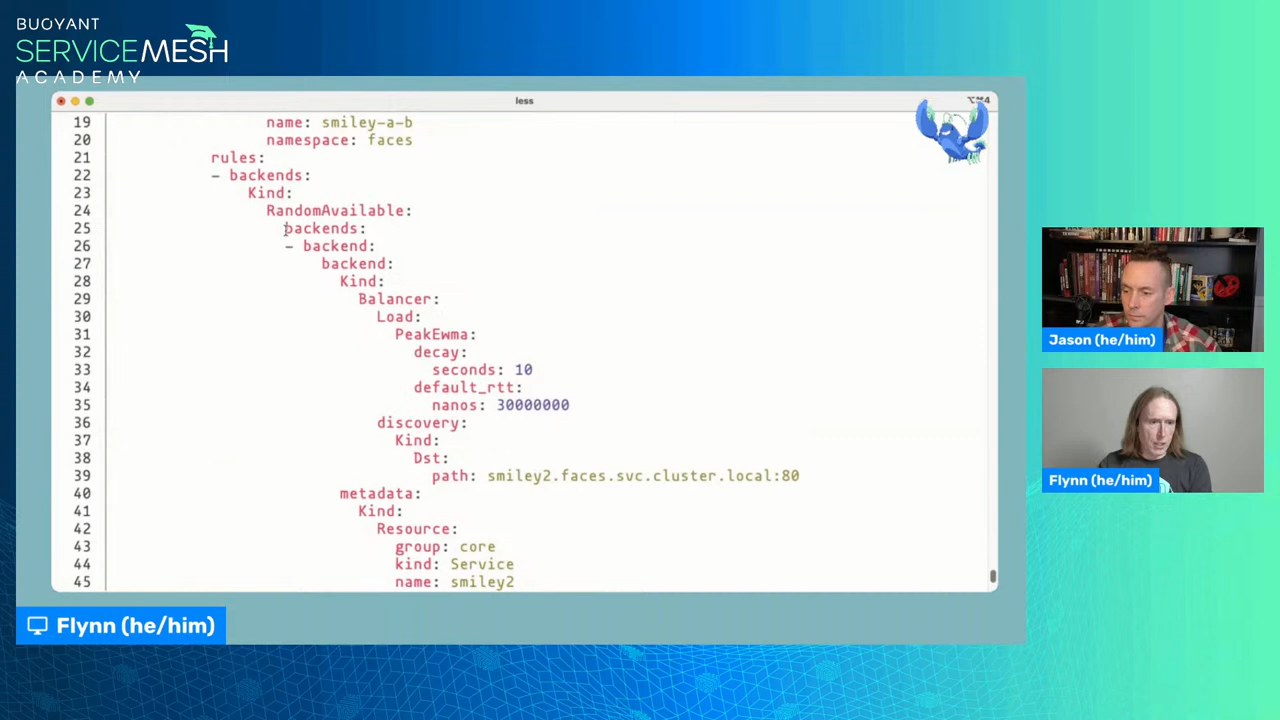 BUOYANT
SERVICEMESH
ACADEMY
less
⌥⌘4
19 name: smiley-a-b
20 namespace: faces
21 rules:
22 - backends:
23 Kind:
24 RandomAvailable:
25 backends:
26 - backend:
27 backend:
28 Kind:
29 Balancer:
30 Load:
31 PeakEwma:
32 decay:
33 seconds: 10
34 default_rtt:
35 nanos: 30000000
36 discovery:
37 Kind:
38 Dst:
39 path: smiley2.faces.svc.cluster.local:80
40 metadata:
41 Kind:
42 Resource:
43 group: core
44 kind: Service
45 name: smiley2
Jason (he/him)
Flynn (he/him)
Flynn (he/him)